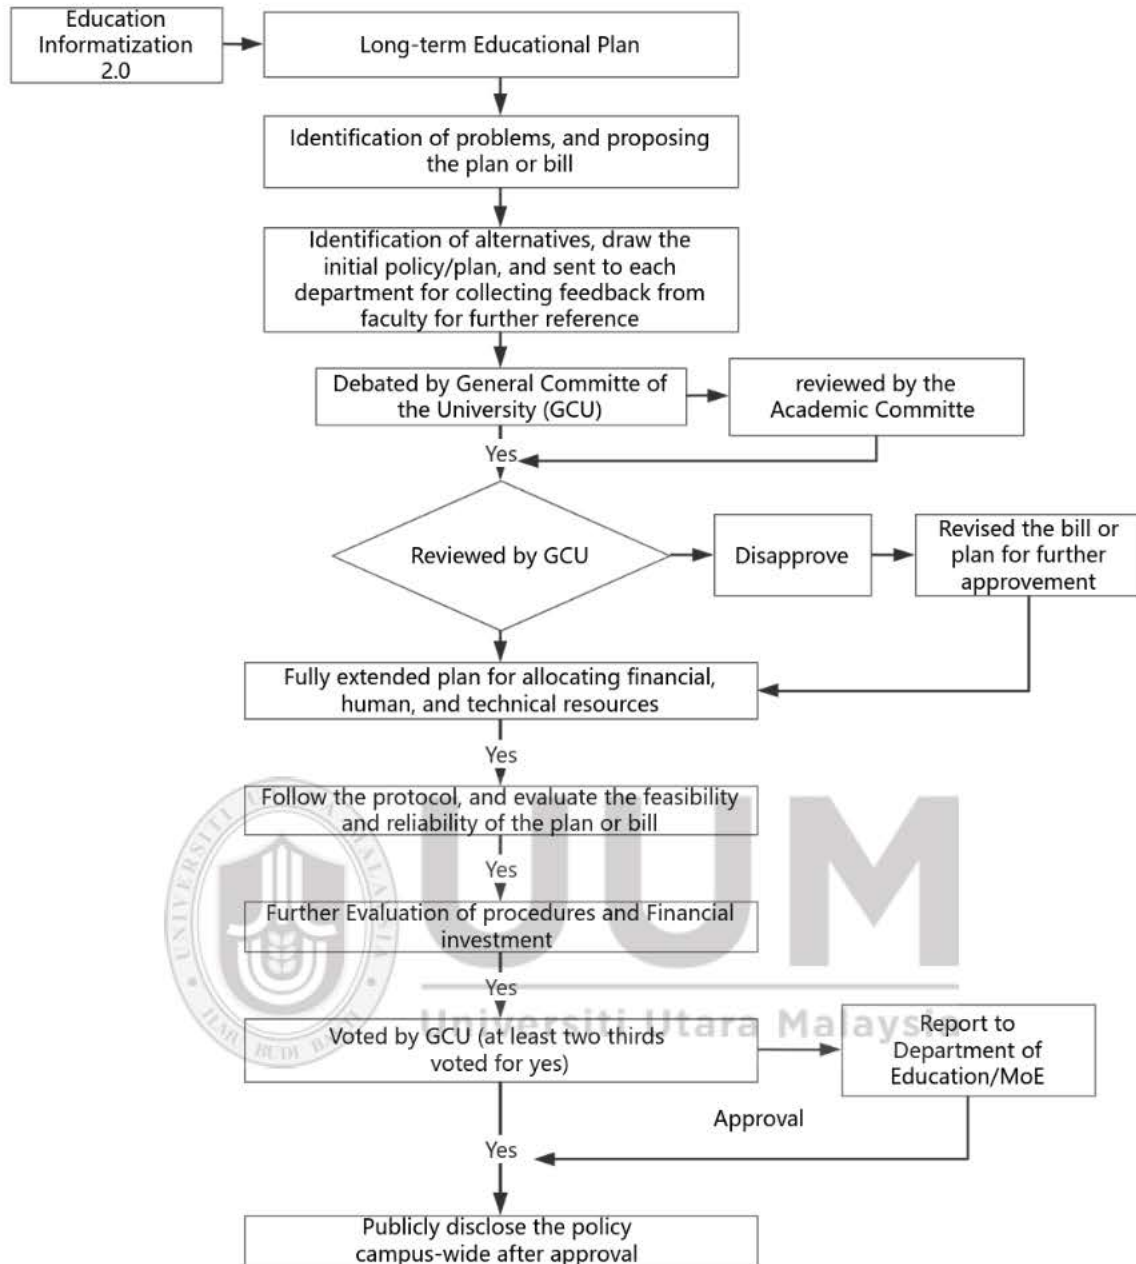 Education
Informatization
2.0
Long-term Educational Plan
Identification of problems, and proposing
the plan or bill
Identification of alternatives, draw the
initial policy/plan, and sent to each
department for collecting feedback from
faculty for further reference
Debated by General Committe of
the University (GCU)
reviewed by the
Academic Committe
Yes
Reviewed by GCU
Disapprove
Revised the bill or
plan for further
approvement
Fully extended plan for allocating financial,
human, and technical resources
Yes
Follow the protocol, and evaluate the feasibility
and reliability of the plan or bill
Yes
Further Evaluation of procedures and Financial
investment
Yes
UUM
Universiti Utara Malaysia
Voted by GCU (at least two thirds
voted for yes)
Report to
Department of
Education/MoE
Approval
Yes
Publicly disclose the policy
campus-wide after approval